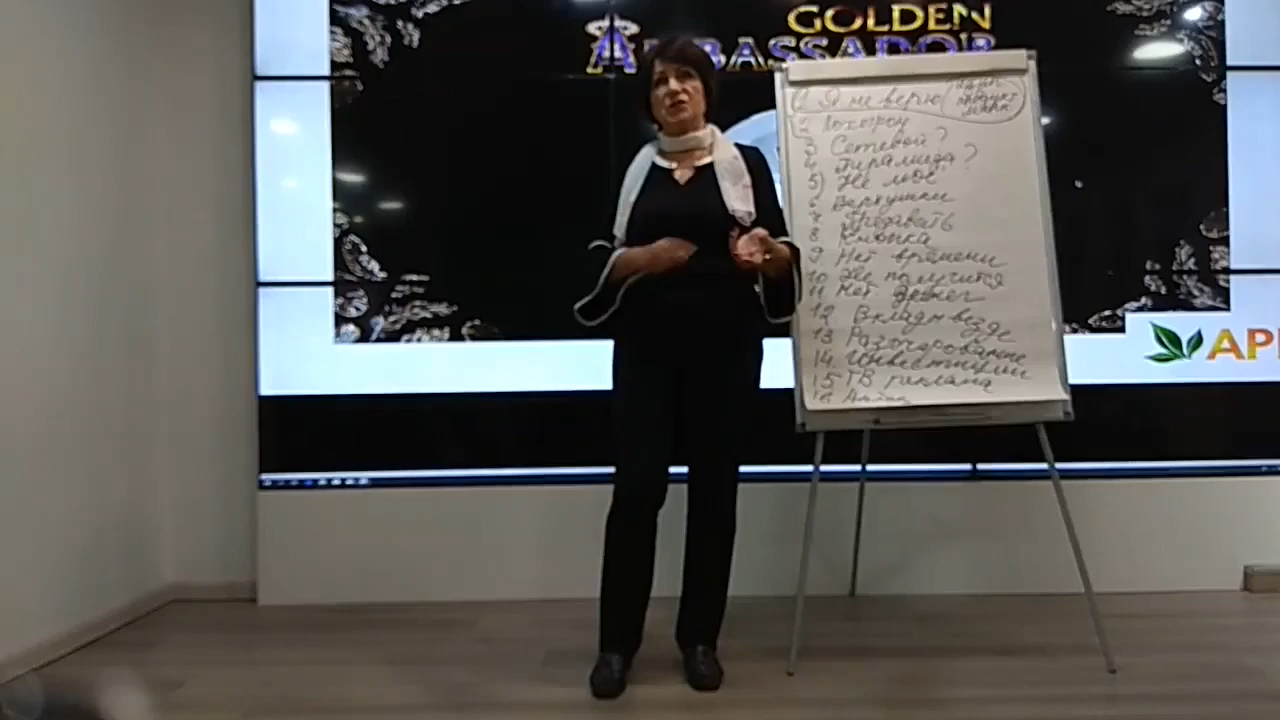 GOLDEN
AMBASSADOR
1 Я не верю (
продукт
2 Лохотрон
3 Сетевой?
4 Пирамида?
5) Не моё
6 Верхушки
7 Продавать
8
9 Нет времени
10 Не получится
11 Нет денег
12 Вклады везде
13 Разочарование
14. Инвестиции
15 ТВ реклама
16